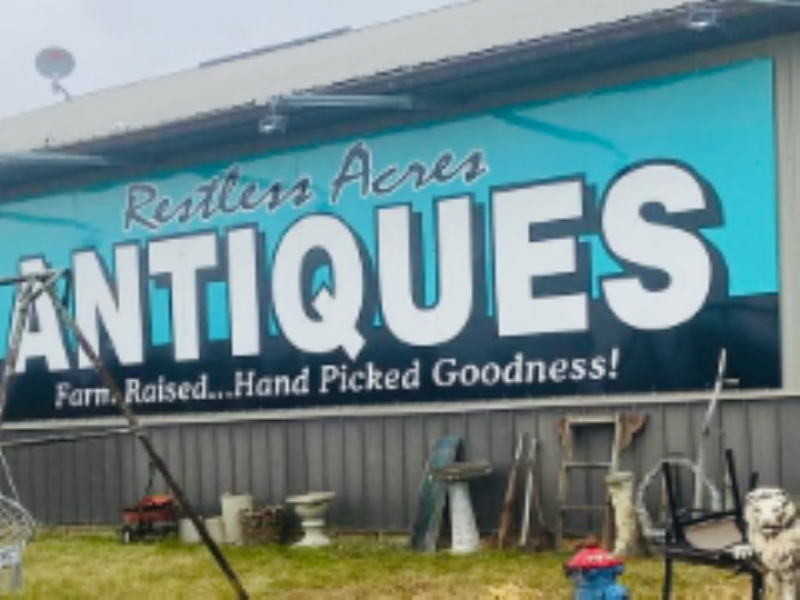 Restless Acres
ANTIQUES
Farm Raised...Hand Picked Goodness!